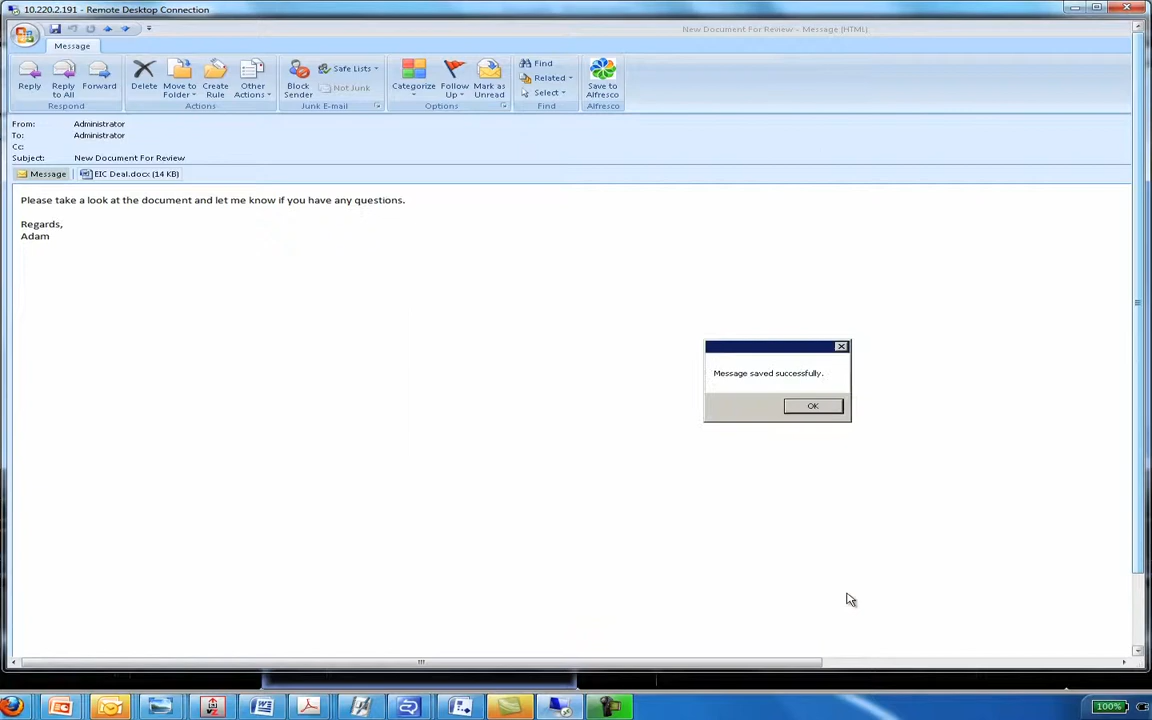 10.220.2.191 - Remote Desktop Connection
New Document For Review - Message (HTML)
Message
Reply
Reply to All
Forward
Respond
Delete
Move to Folder
Create Rule
Other Actions
Actions
Block Sender
Safe Lists
Not Junk
Junk E-mail
Categorize
Follow Up
Mark as Unread
Options
Find
Related
Select
Find
Save to Alfresco
Alfresco
From: Administrator
To: Administrator
Cc:
Subject: New Document For Review
Message EIC Deal.docx (14 KB)
Please take a look at the document and let me know if you have any questions.
Regards,
Adam
Message saved successfully.
OK
100%